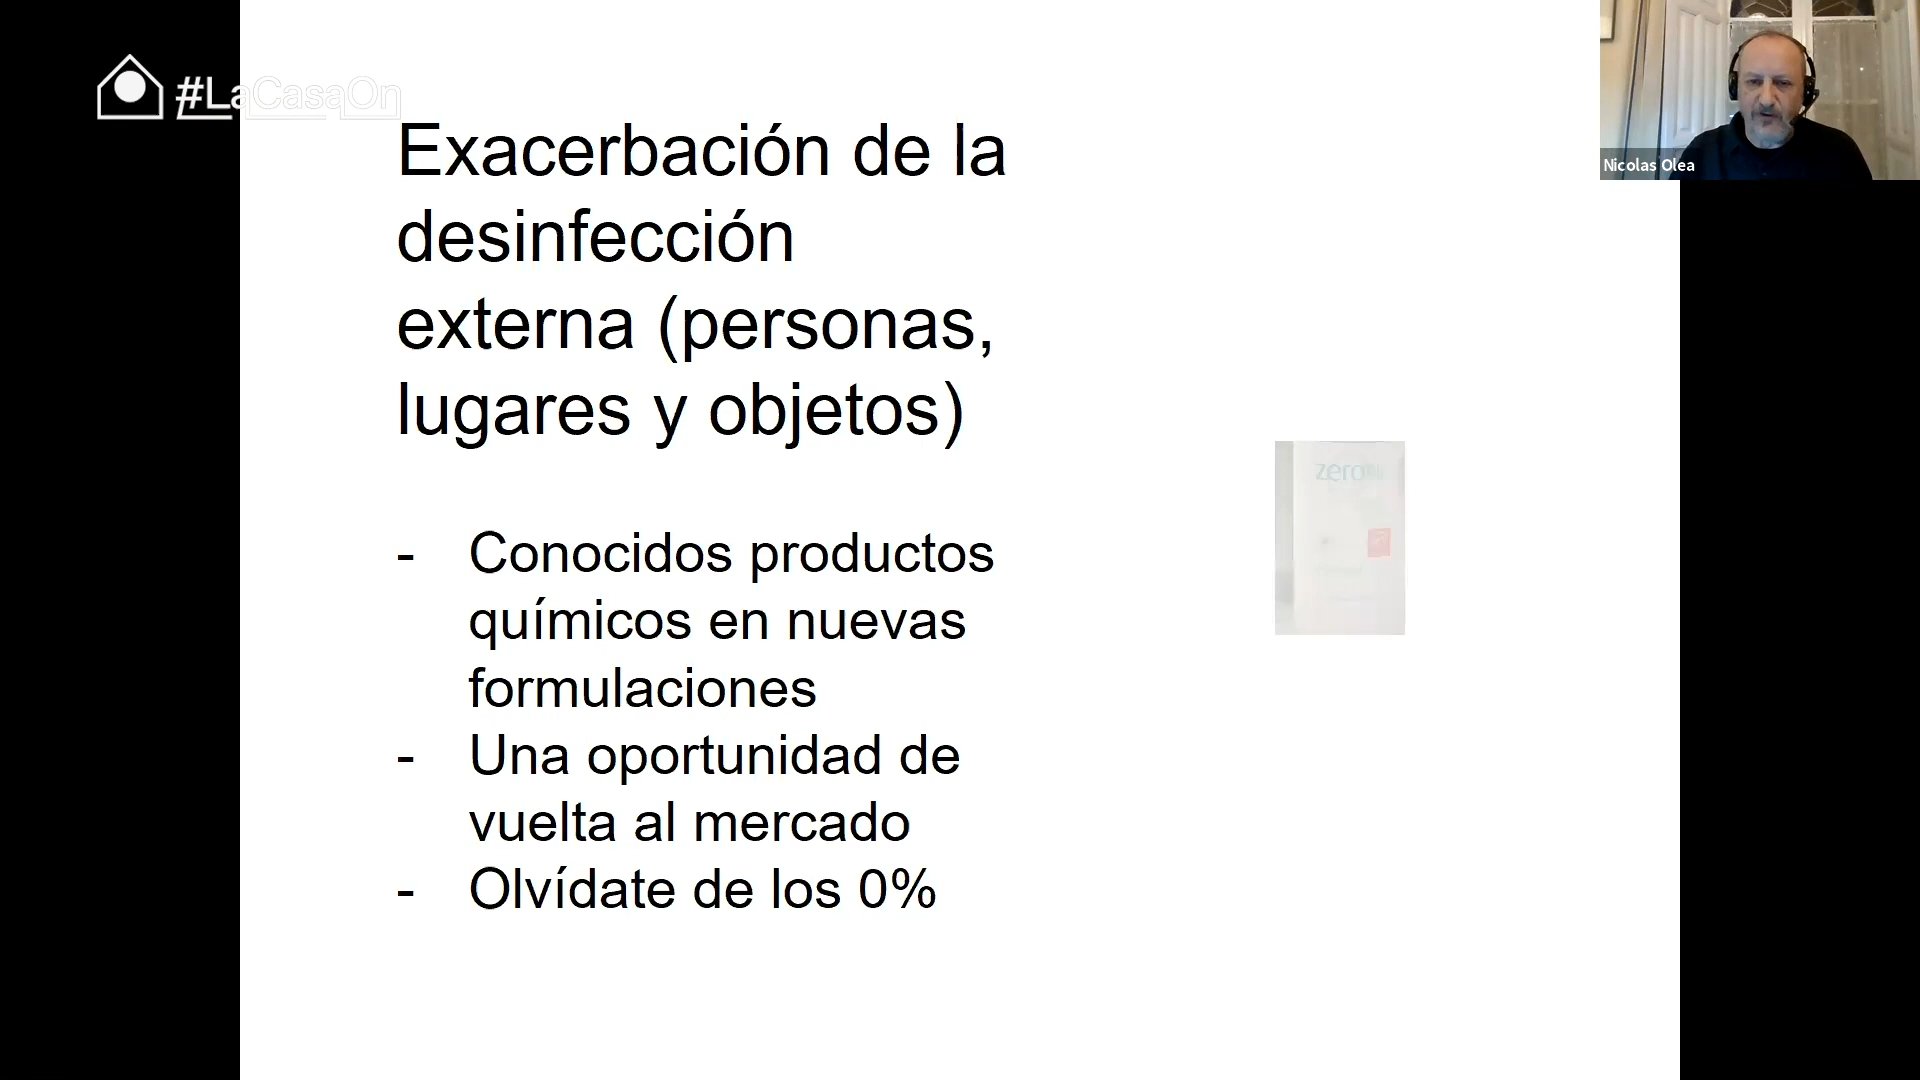 #LaCasaOn
Nicolas Olea
Exacerbación de la
desinfección
externa (personas,
lugares y objetos)
- Conocidos productos
químicos en nuevas
formulaciones
- Una oportunidad de
vuelta al mercado
- Olvídate de los 0%
zero